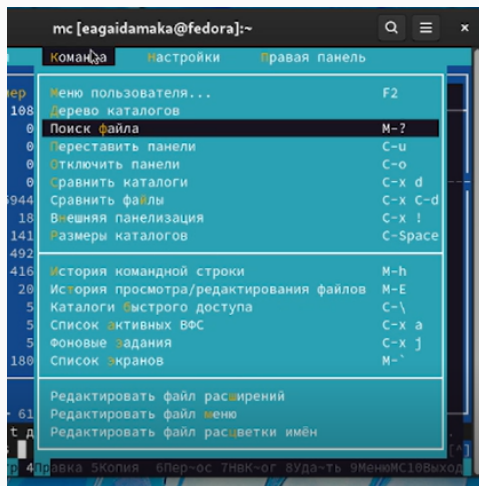 mc [eagaidamaka@fedora]:~
Команда Настройки Правая панель
мер
Меню пользователя... F2
108 Дерево каталогов
0 Поиск файла M-?
0 Переставить панели C-u
0 Отключить панели C-o
0 Сравнить каталоги C-x d
5944 Сравнить файлы C-x C-d
18 Внешняя панелизация C-x !
141 Размеры каталогов C-Space
492
416 История командной строки M-h
20 История просмотра/редактирования файлов M-E
5 Каталоги быстрого доступа C-\
5 Список активных ВФС C-x a
5 Фоновые задания C-x j
180 Список экранов M-`
Редактировать файл расширений
61 Редактировать файл меню
Редактировать файл расцветки имён
[^]
4Правка 5Копия 6Пер~ос 7НвК~ог 8Уда~ть 9МенюMC 10Выход